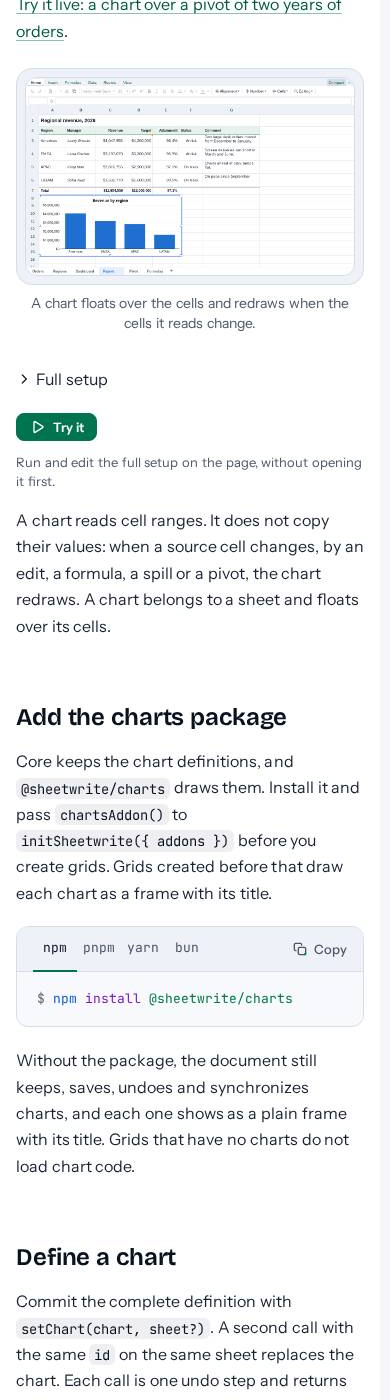 Try it live: a chart over a pivot of two years of
orders.
Regional revenue, 2026
Region Manager Revenue Target Attainment Status Comment
Total
Revenue by region
A chart floats over the cells and redraws when the
cells it reads change.
Full setup
Try it
Run and edit the full setup on the page, without opening
it first.
A chart reads cell ranges. It does not copy
their values: when a source cell changes, by an
edit, a formula, a spill or a pivot, the chart
redraws. A chart belongs to a sheet and floats
over its cells.
Add the charts package
Core keeps the chart definitions, and
@sheetwrite/charts draws them. Install it and
pass chartsAddon() to
initSheetwrite({ addons }) before you
create grids. Grids created before that draw
each chart as a frame with its title.
npm pnpm yarn bun Copy
$ npm install @sheetwrite/charts
Without the package, the document still
keeps, saves, undoes and synchronizes
charts, and each one shows as a plain frame
with its title. Grids that have no charts do not
load chart code.
Define a chart
Commit the complete definition with
setChart(chart, sheet?). A second call with
the same id on the same sheet replaces the
chart. Each call is one undo step and returns